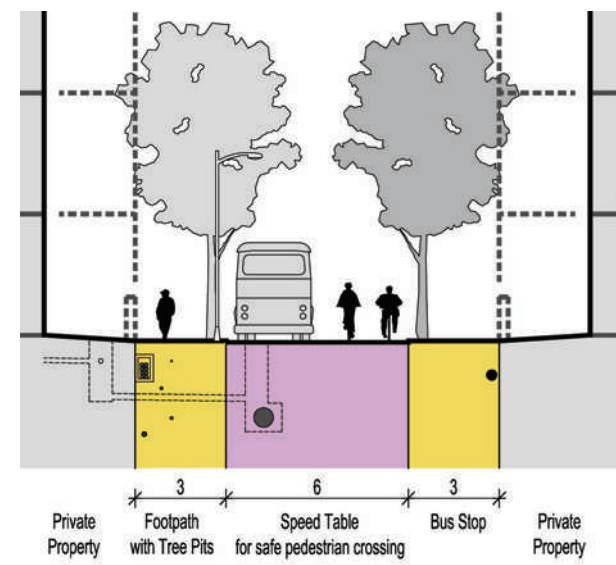 3 6 3
Private Property
Footpath with Tree Pits
Speed Table for safe pedestrian crossing
Bus Stop
Private Property